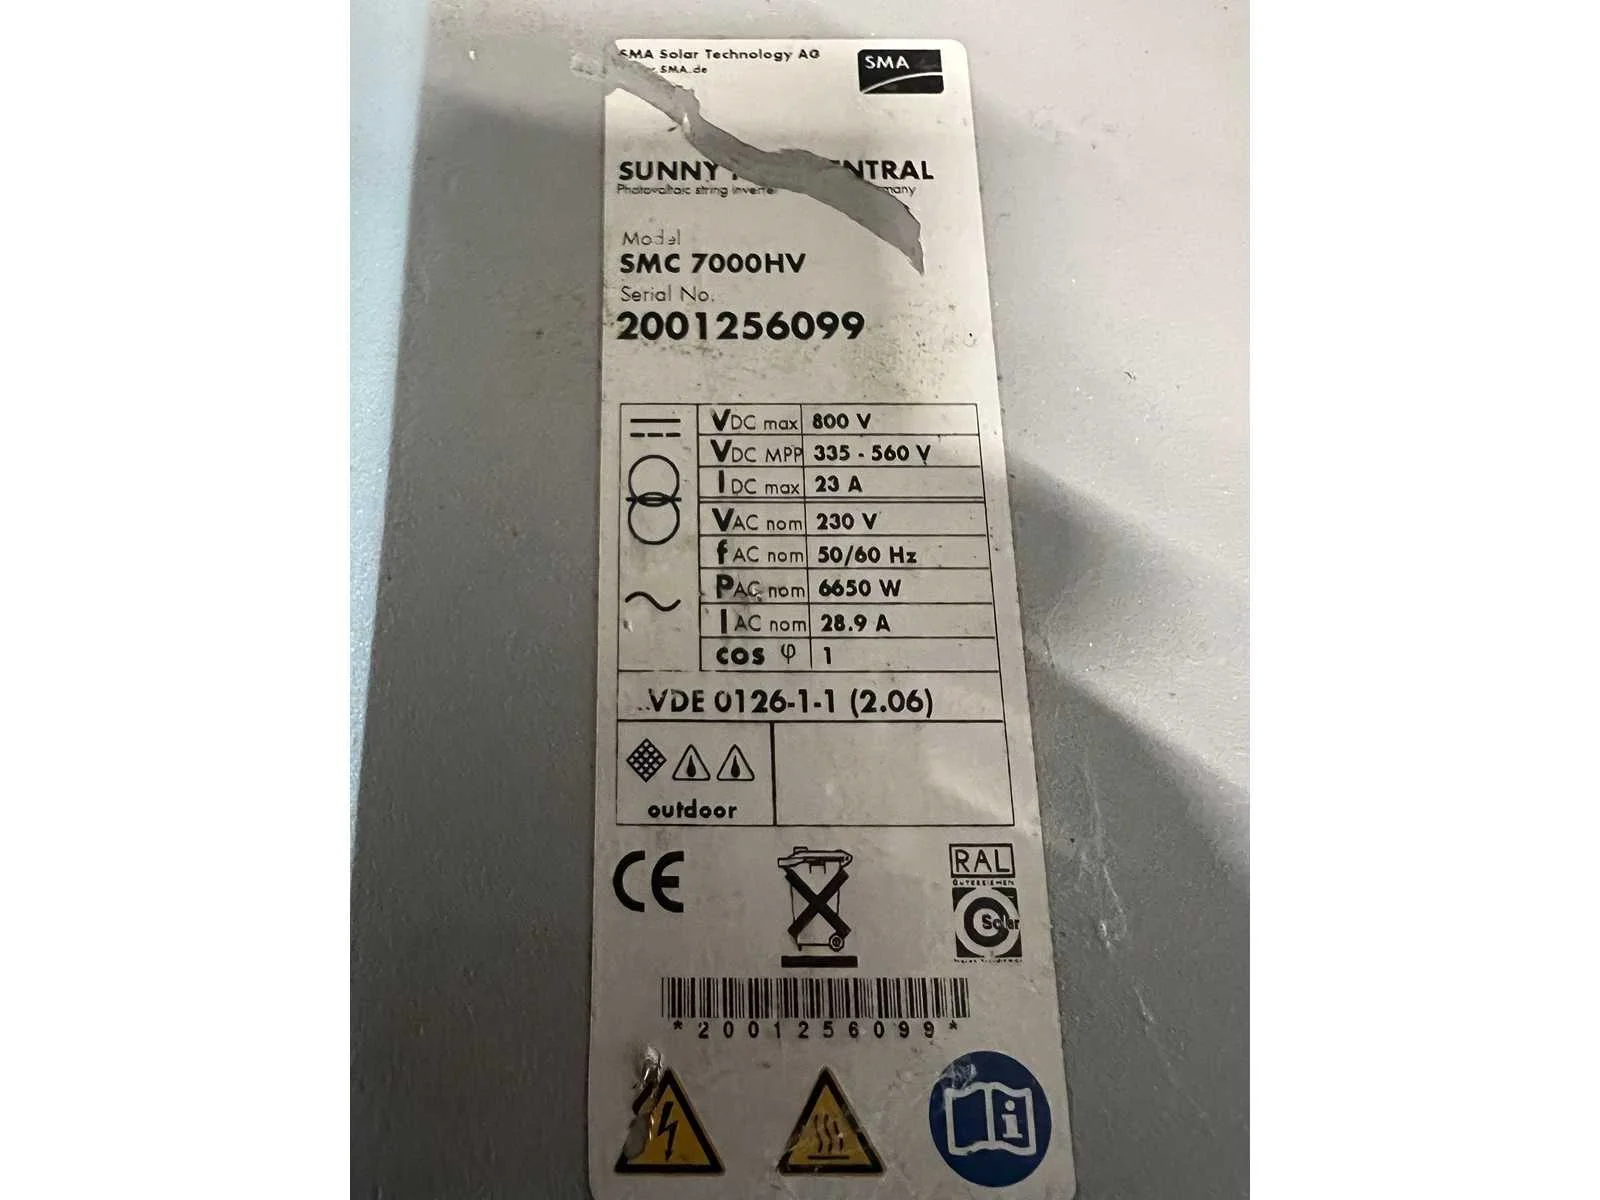 SMA Solar Technology AG
SMA.de
SMA
SUNNY
Photovoltaic string inverter
Model
SMC 7000HV
Serial No.
2001256099
VDC max 800 V
VDC MPP 335 - 560 V
IDC max 23 A
VAC nom 230 V
fAC nom 50/60 Hz
PAC nom 6650 W
IAC nom 28.9 A
cos φ 1
VDE 0126-1-1 (2.06)
outdoor
CE
RAL
GÜTEZEICHEN
Solar
*2001256099*
i